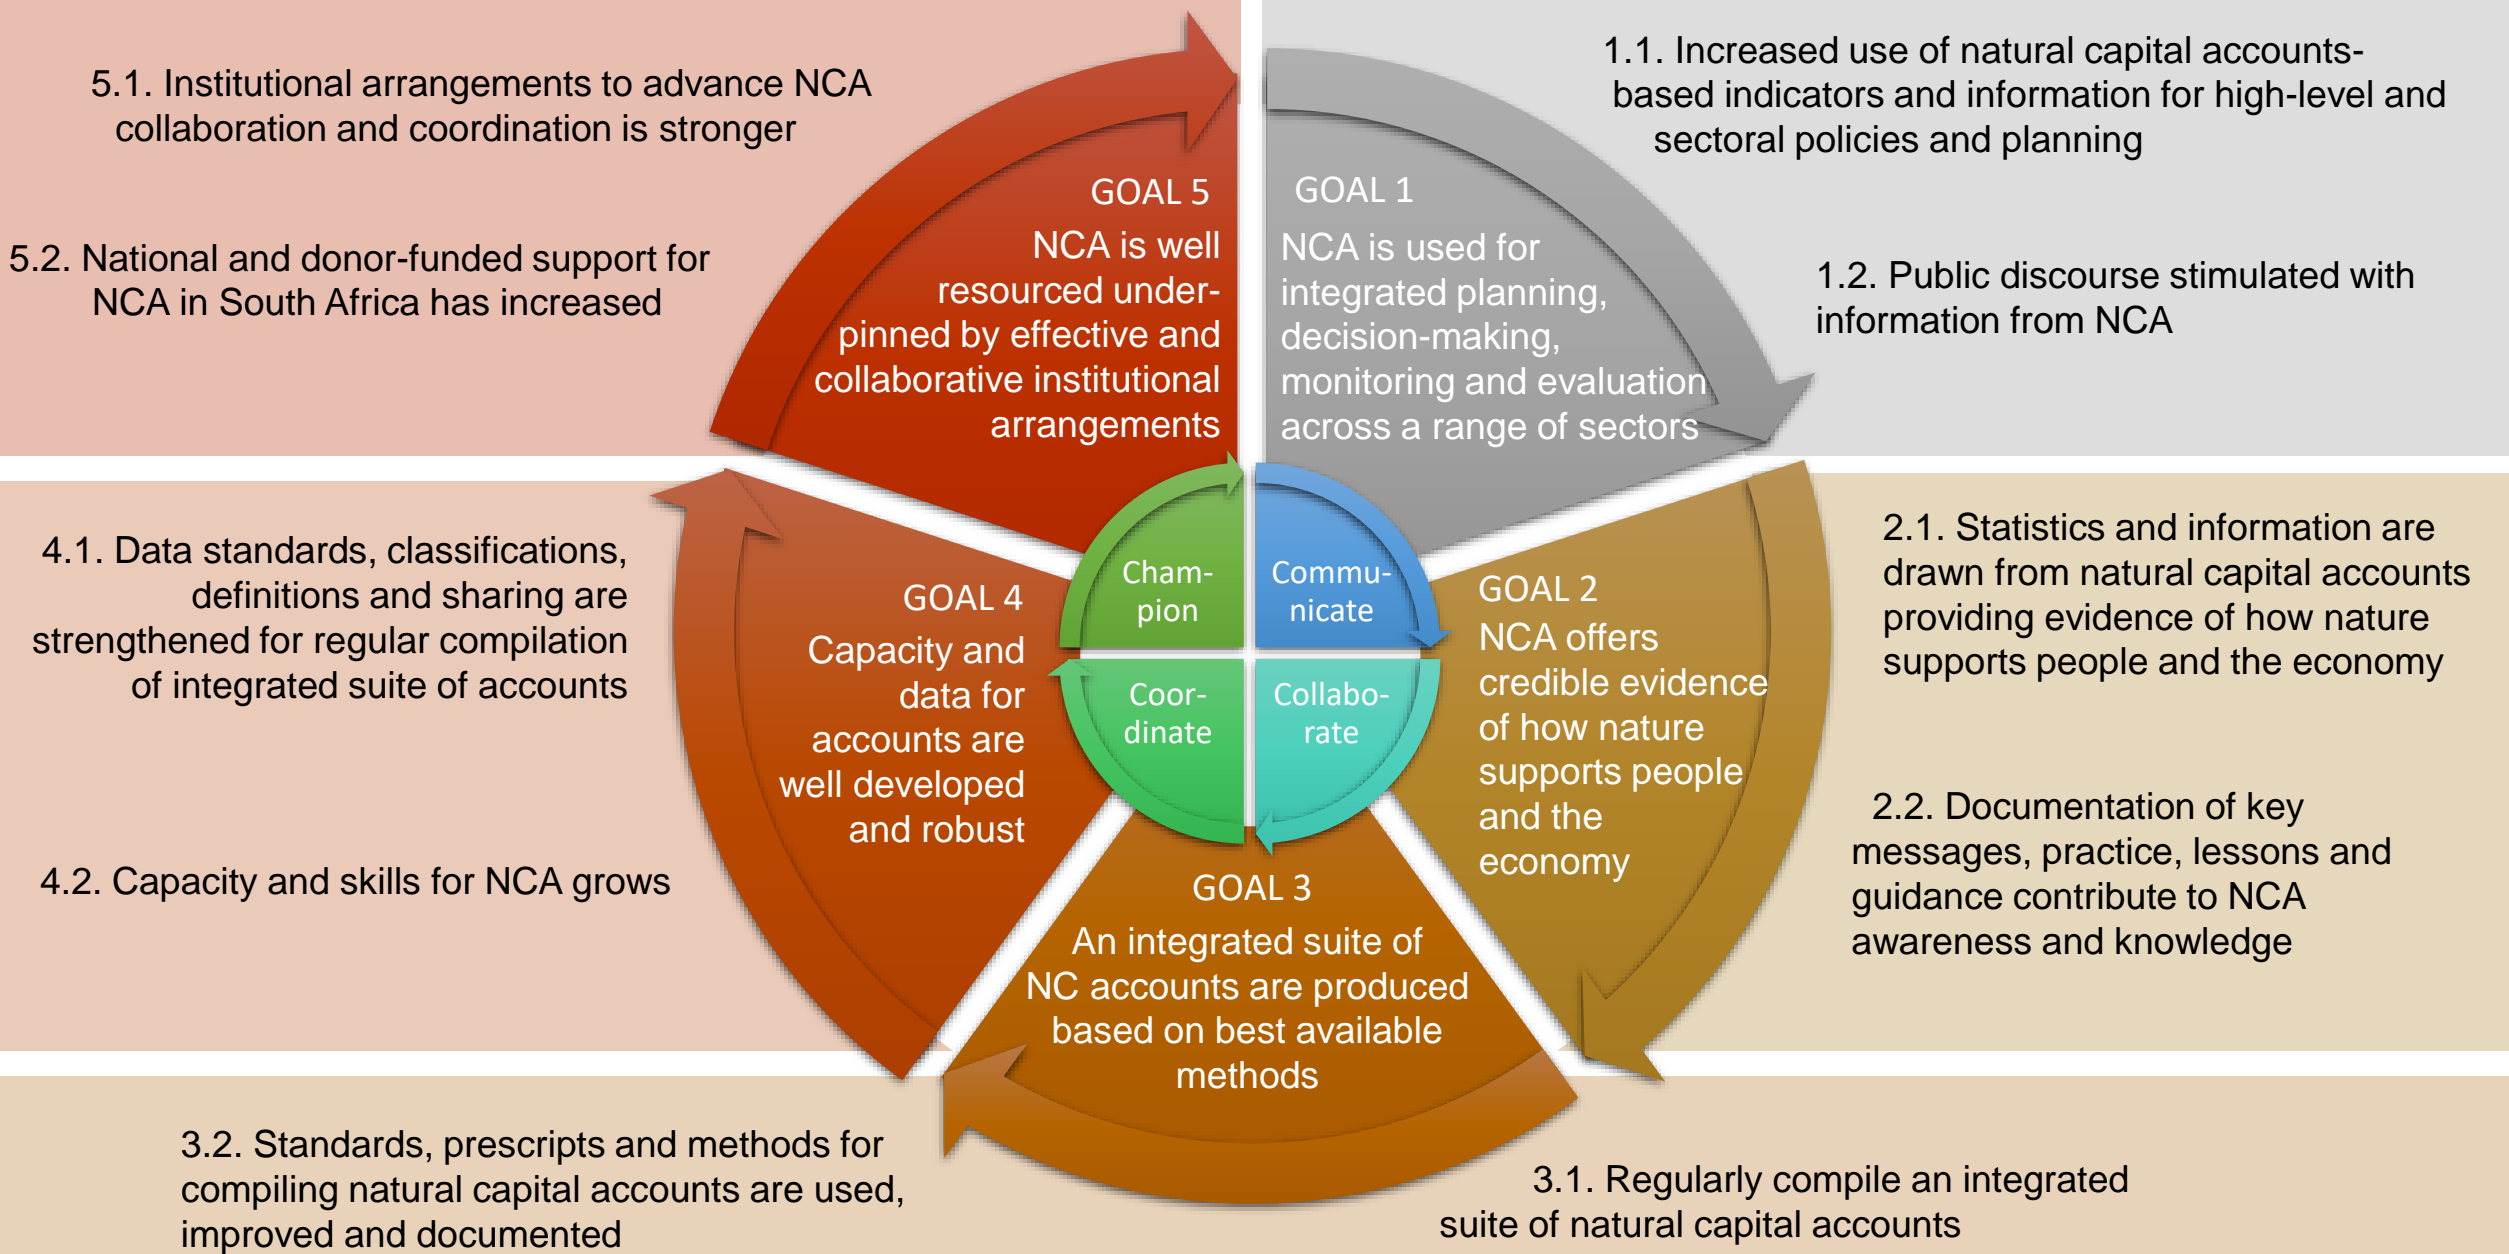 5.1. Institutional arrangements to advance NCA
collaboration and coordination is stronger
5.2. National and donor-funded support for
NCA in South Africa has increased
GOAL 5
NCA is well
resourced under-
pinned by effective and
collaborative institutional
arrangements
GOAL 1
NCA is used for
integrated planning,
decision-making,
monitoring and evaluation
across a range of sectors
1.1. Increased use of natural capital accounts-
based indicators and information for high-level and
sectoral policies and planning
1.2. Public discourse stimulated with
information from NCA
4.1. Data standards, classifications,
definitions and sharing are
strengthened for regular compilation
of integrated suite of accounts
4.2. Capacity and skills for NCA grows
GOAL 4
Capacity and
data for
accounts are
well developed
and robust
Cham-
pion
Commu-
nicate
Coor-
dinate
Collabo-
rate
GOAL 2
NCA offers
credible evidence
of how nature
supports people
and the
economy
2.1. Statistics and information are
drawn from natural capital accounts
providing evidence of how nature
supports people and the economy
2.2. Documentation of key
messages, practice, lessons and
guidance contribute to NCA
awareness and knowledge
GOAL 3
An integrated suite of
NC accounts are produced
based on best available
methods
3.2. Standards, prescripts and methods for
compiling natural capital accounts are used,
improved and documented
3.1. Regularly compile an integrated
suite of natural capital accounts